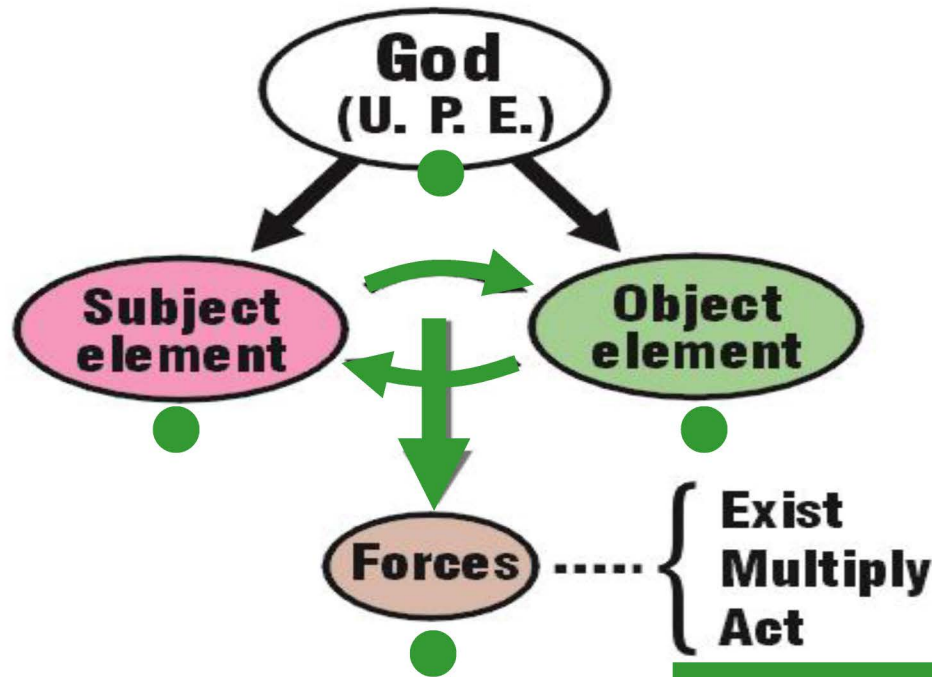 God
(U. P. E.)
Subject
element
Object
element
Forces
Exist
Multiply
Act